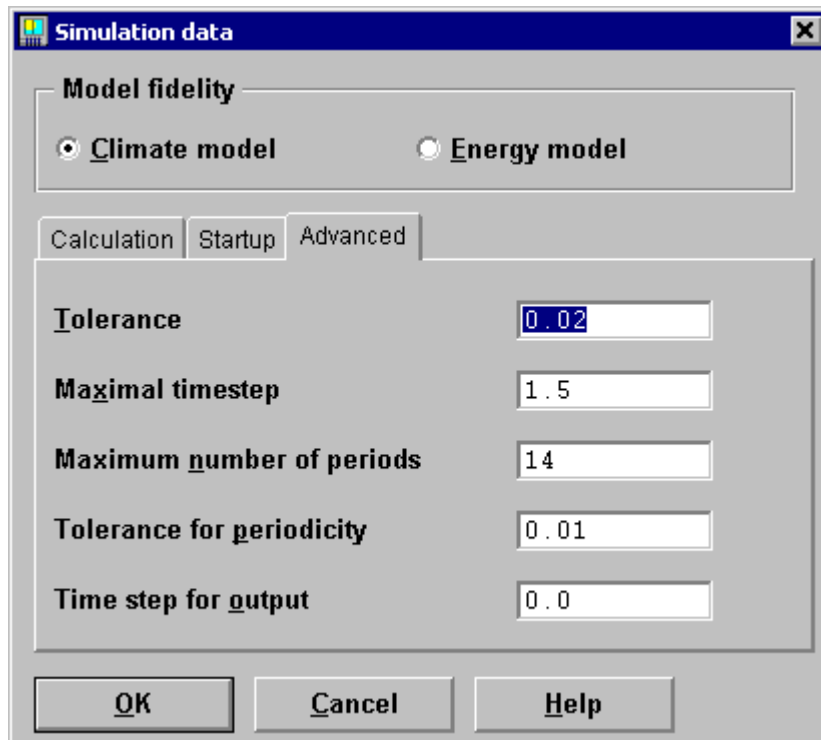 Simulation data
Model fidelity
Climate model Energy model
Calculation Startup Advanced
Tolerance 0.02
Maximal timestep 1.5
Maximum number of periods 14
Tolerance for periodicity 0.01
Time step for output 0.0
OK Cancel Help